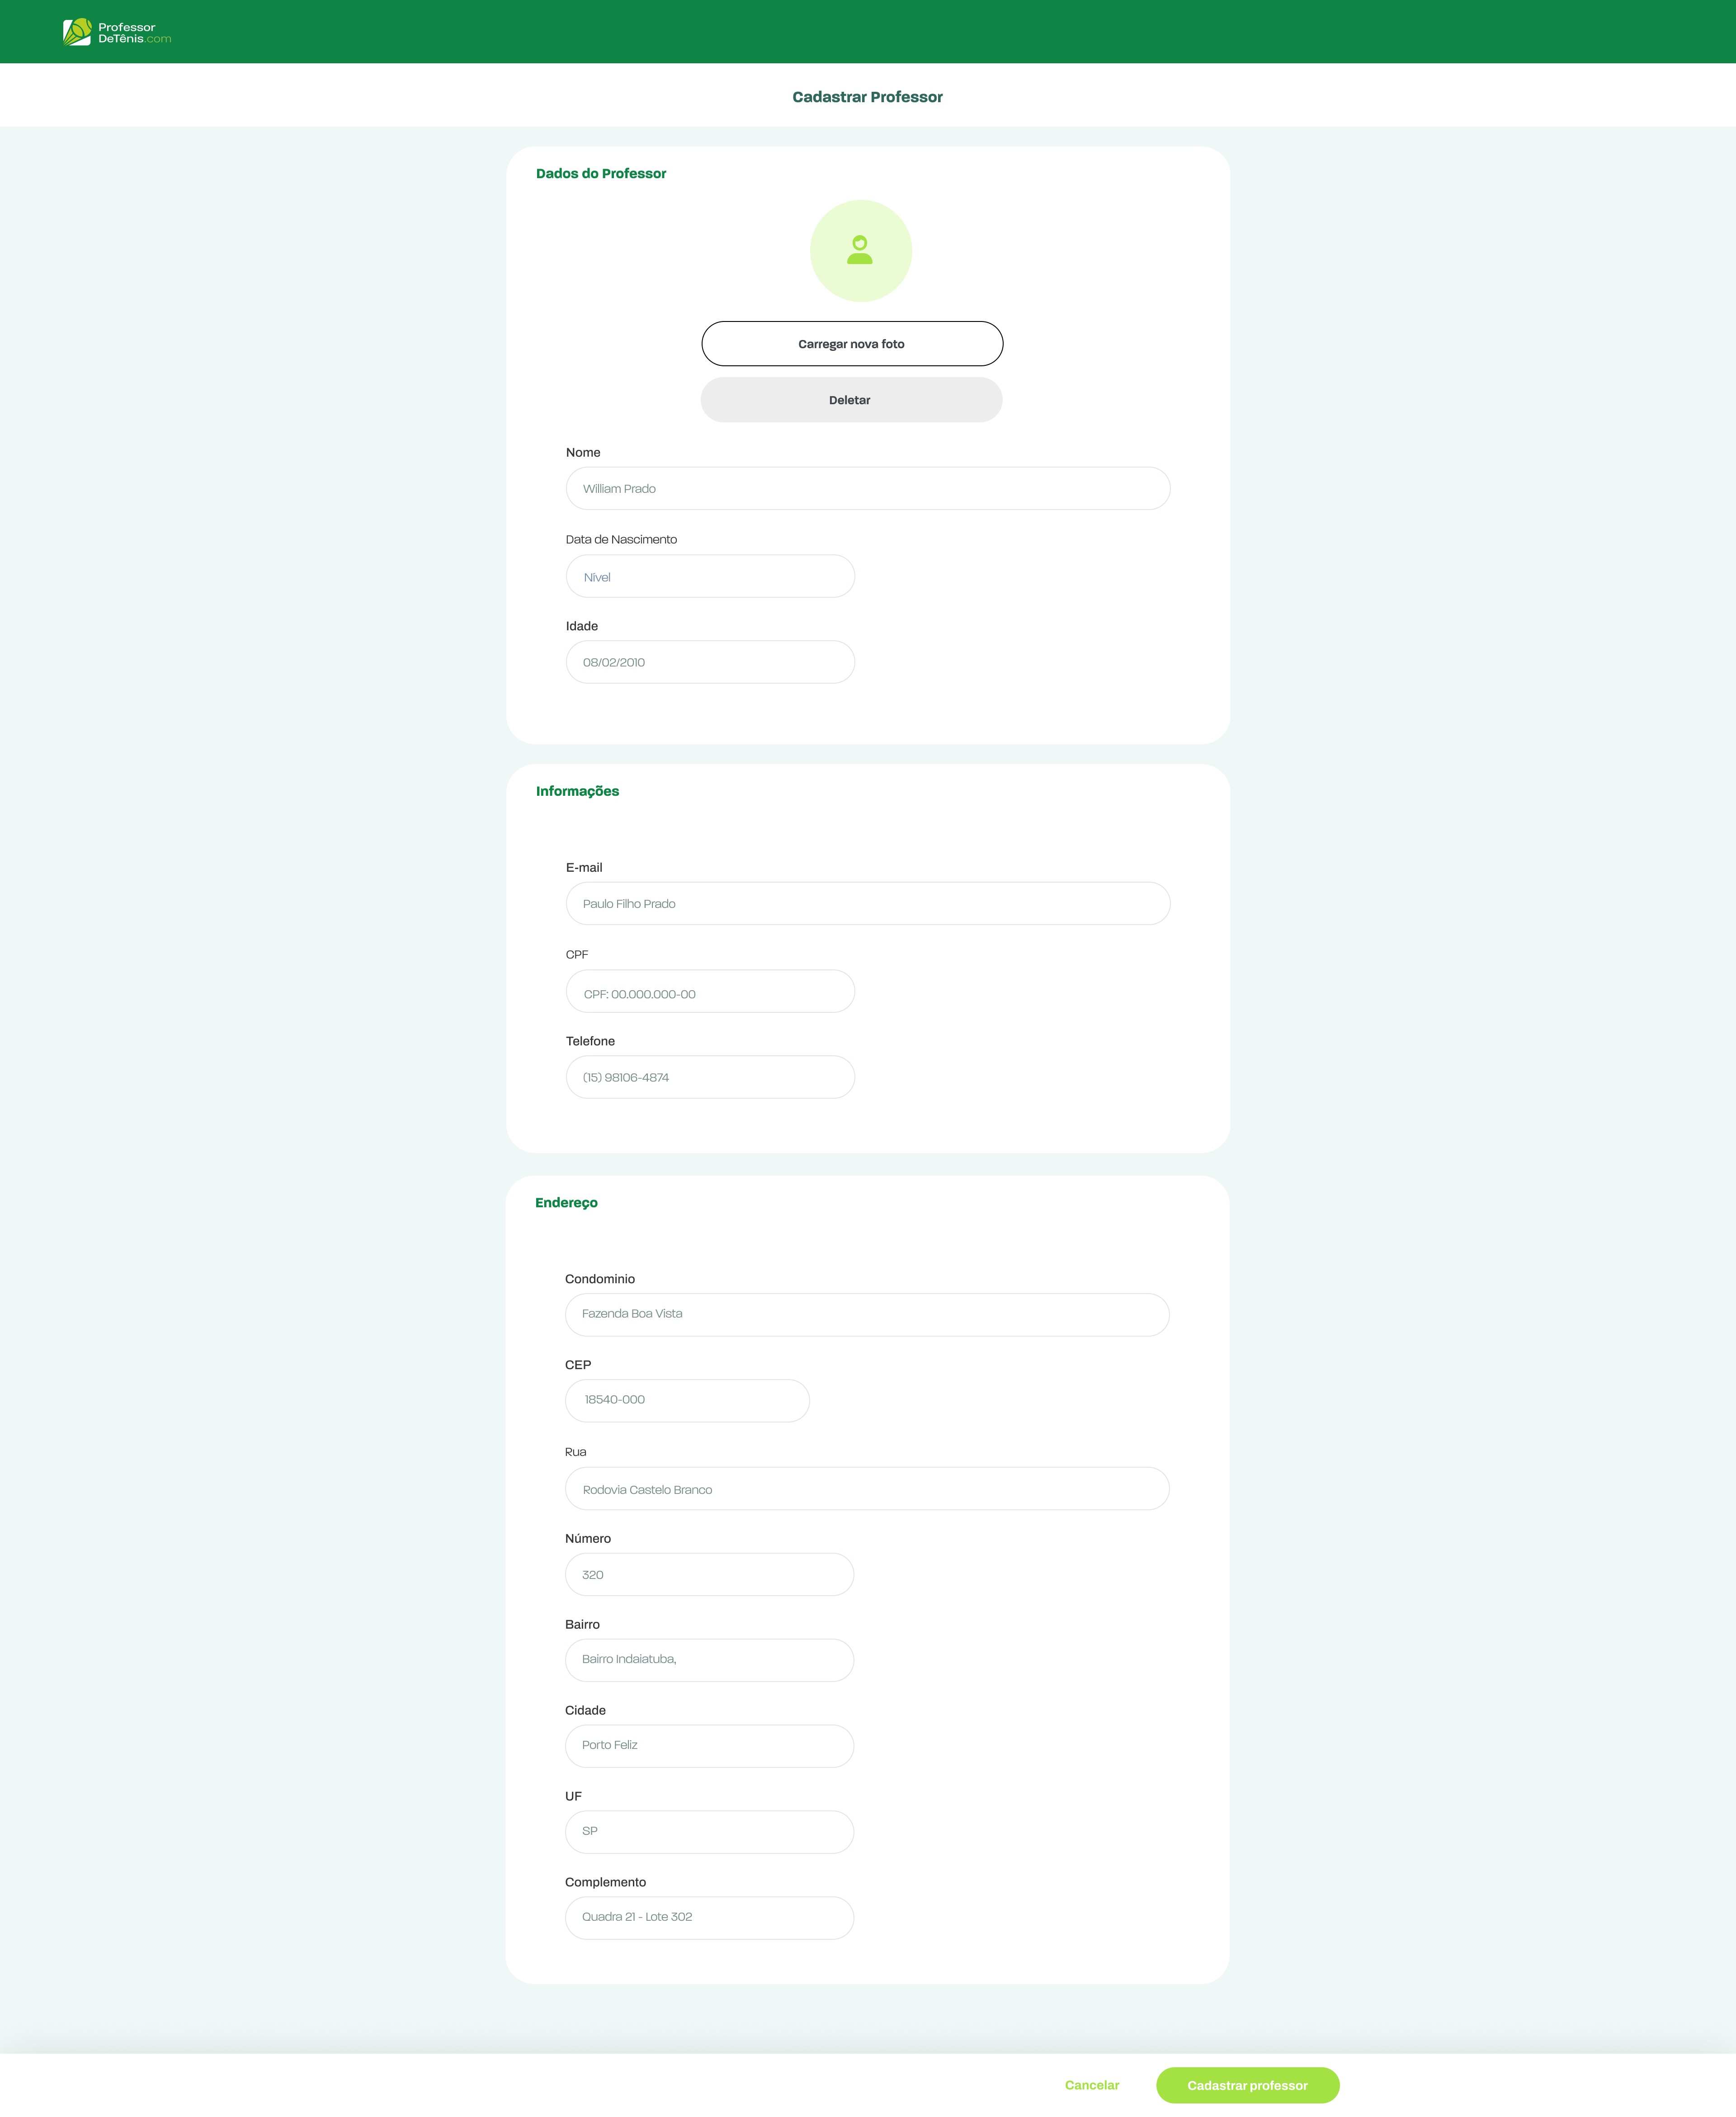 Professor
DeTênis.com
Cadastrar Professor
Dados do Professor
Carregar nova foto
Deletar
Nome
William Prado
Data de Nascimento
Nível
Idade
08/02/2010
Informações
E-mail
Paulo Filho Prado
CPF
CPF: 00.000.000-00
Telefone
(15) 98106-4874
Endereço
Condominio
Fazenda Boa Vista
CEP
18540-000
Rua
Rodovia Castelo Branco
Número
320
Bairro
Bairro Indaiatuba,
Cidade
Porto Feliz
UF
SP
Complemento
Quadra 21 - Lote 302
Cancelar
Cadastrar professor